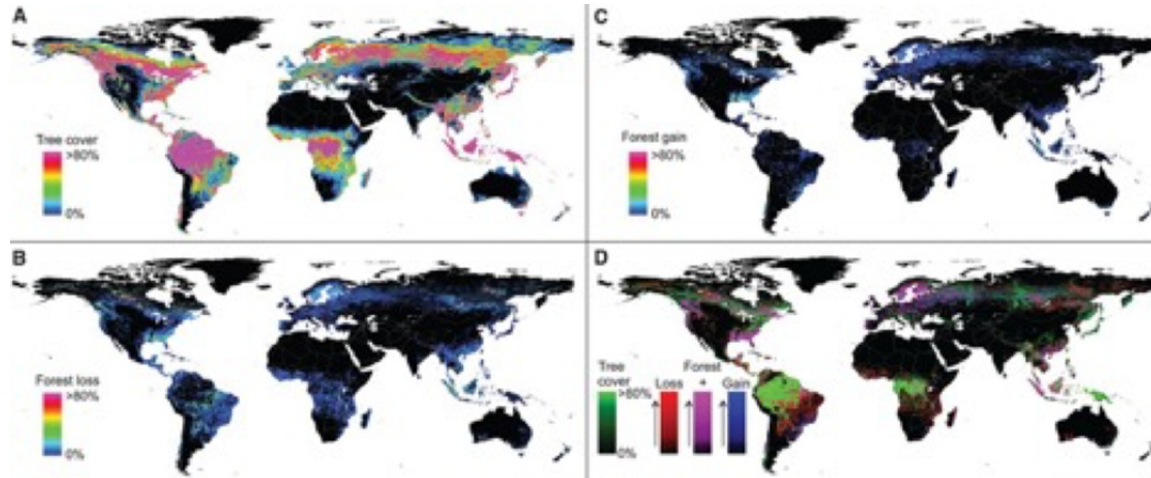 A
Tree cover
>80%
0%
C
Forest gain
>80%
0%
B
Forest loss
>80%
0%
D
Tree
cover
>80%
0%
Loss
Forest
+
Gain